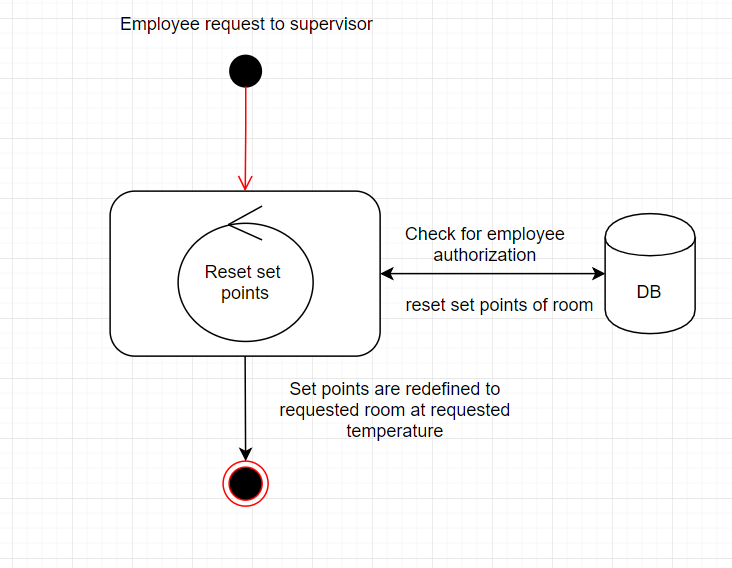 Employee request to supervisor
Reset set
points
Check for employee
authorization
reset set points of room
DB
Set points are redefined to
requested room at requested
temperature